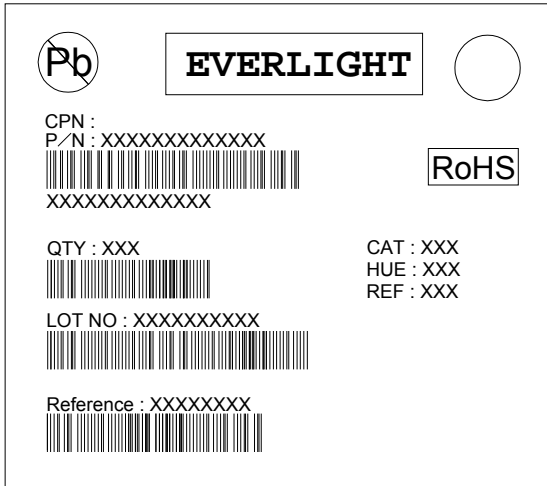 Pb
EVERLIGHT
CPN :
P/N : XXXXXXXXXXXXX
RoHS
XXXXXXXXXXXXX
QTY : XXX
CAT : XXX
HUE : XXX
REF : XXX
LOT NO : XXXXXXXXXX
Reference : XXXXXXXX